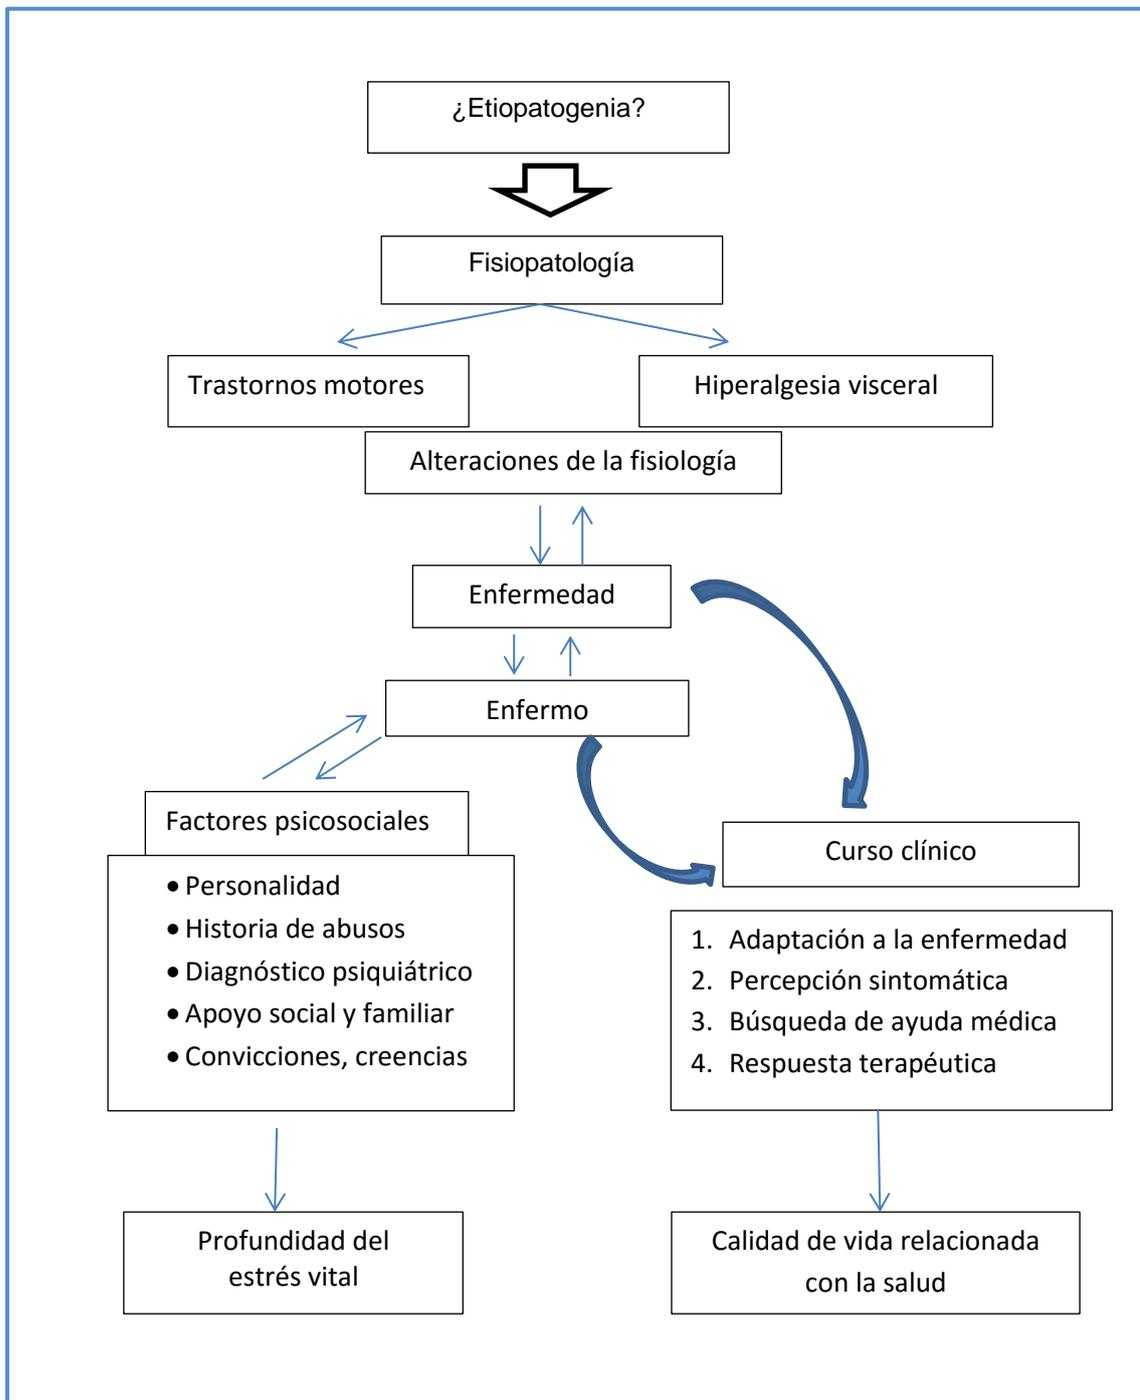 ¿Etiopatogenia?
Fisiopatología
Trastornos motores
Hiperalgesia visceral
Alteraciones de la fisiología
Enfermedad
Enfermo
Factores psicosociales
• Personalidad
• Historia de abusos
• Diagnóstico psiquiátrico
• Apoyo social y familiar
• Convicciones, creencias
Curso clínico
1. Adaptación a la enfermedad
2. Percepción sintomática
3. Búsqueda de ayuda médica
4. Respuesta terapéutica
Profundidad del
estrés vital
Calidad de vida relacionada
con la salud